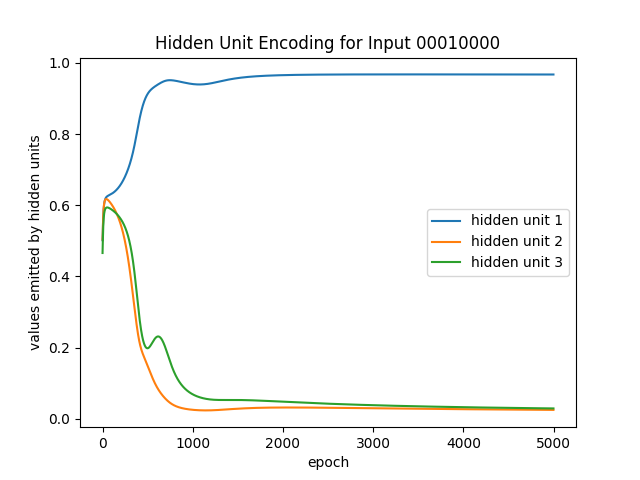 Hidden Unit Encoding for Input 00010000
values emitted by hidden units
1.0
0.8
0.6
0.4
0.2
0.0
hidden unit 1
hidden unit 2
hidden unit 3
0 1000 2000 3000 4000 5000
epoch